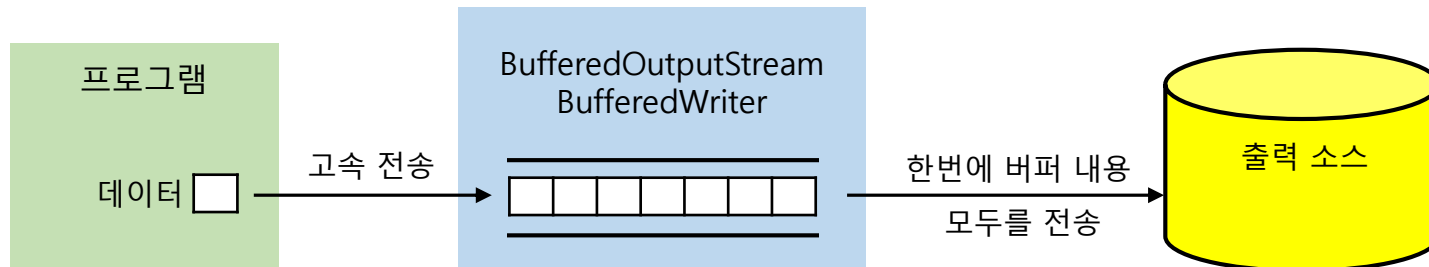 프로그램
데이터
고속 전송
BufferedOutputStream
BufferedWriter
한번에 버퍼 내용
모두를 전송
출력 소스